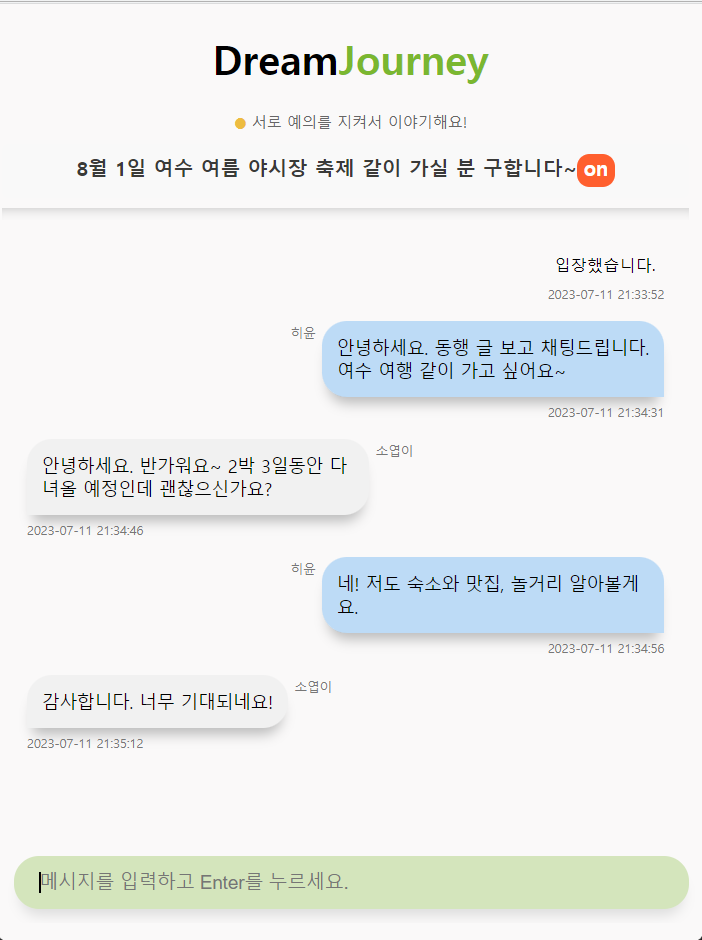 DreamJourney
서로 예의를 지켜서 이야기해요!
8월 1일 여수 여름 야시장 축제 같이 가실 분 구합니다~ on
입장했습니다.
2023-07-11 21:33:52
히윤
안녕하세요. 동행 글 보고 채팅드립니다.
여수 여행 같이 가고 싶어요~
2023-07-11 21:34:31
소엽이
안녕하세요. 반가워요~ 2박 3일동안 다
녀올 예정인데 괜찮으신가요?
2023-07-11 21:34:46
히윤
네! 저도 숙소와 맛집, 놀거리 알아볼게
요.
2023-07-11 21:34:56
소엽이
감사합니다. 너무 기대되네요!
2023-07-11 21:35:12
메시지를 입력하고 Enter를 누르세요.